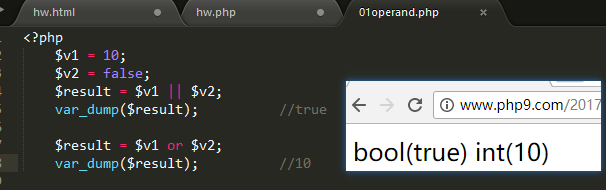 hw.html hw.php 01operand.php
<?php
$v1 = 10;
$v2 = false;
$result = $v1 || $v2;
var_dump($result); //true
$result = $v1 or $v2;
var_dump($result); //10
www.php9.com/2017
bool(true) int(10)